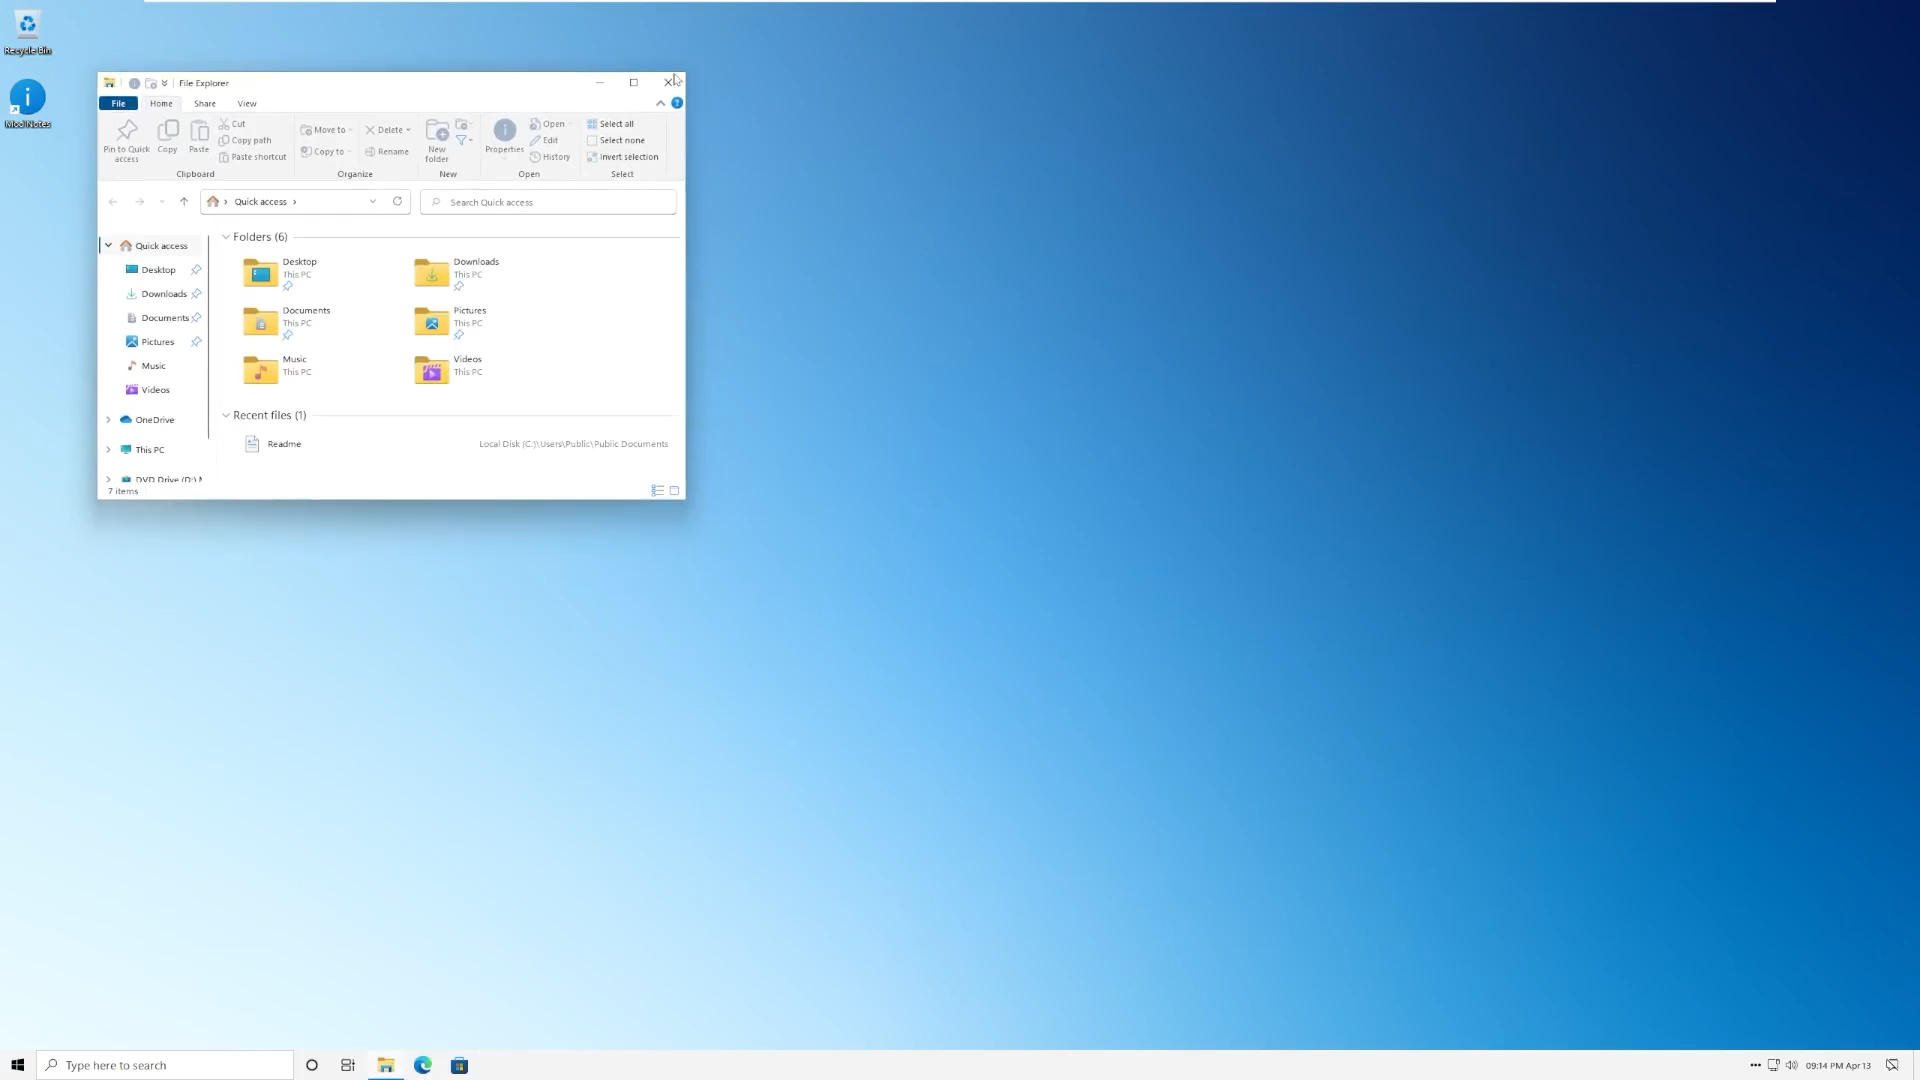 Recycle Bin
Mod Notes
File Explorer
File Home Share View
Pin to Quick access
Copy
Paste
Cut
Copy path
Paste shortcut
Clipboard
Move to
Copy to
Delete
Rename
Organize
New folder
New
Properties
Open
Edit
History
Open
Select all
Select none
Invert selection
Select
Quick access
Search Quick access
Quick access
Desktop
Downloads
Documents
Pictures
Music
Videos
OneDrive
This PC
DVD Drive (D:) M
Folders (6)
Desktop
This PC
Downloads
This PC
Documents
This PC
Pictures
This PC
Music
This PC
Videos
This PC
Recent files (1)
Readme Local Disk (C:)\Users\Public\Public Documents
7 items
Type here to search
09:14 PM Apr 13